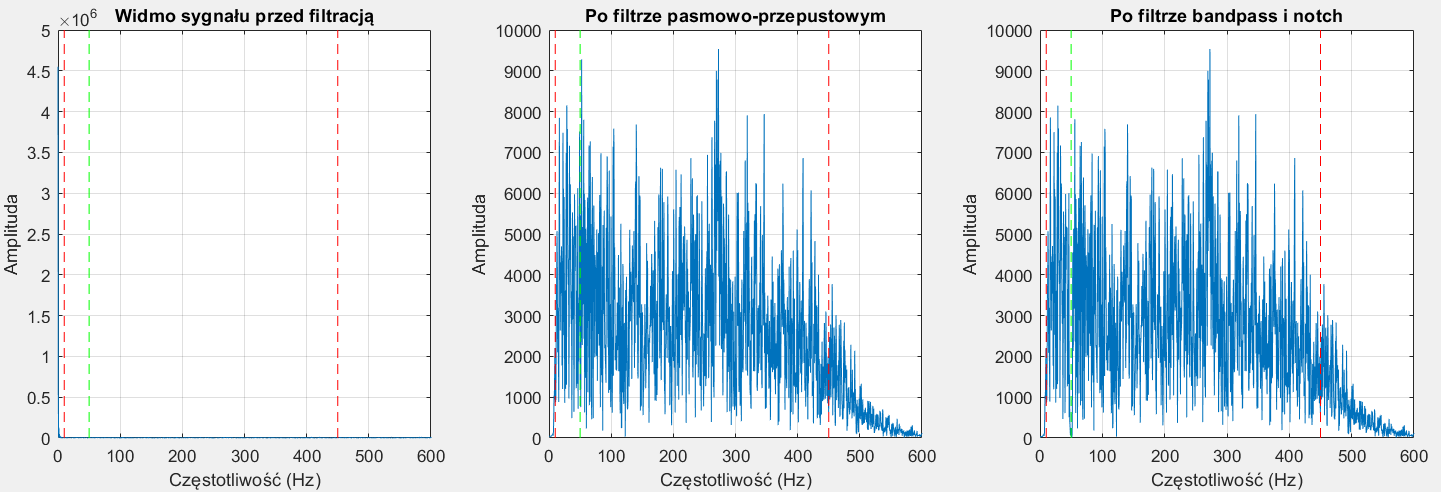 Widmo sygnału przed filtracją
×10⁶
5
4.5
4
3.5
3
2.5
2
1.5
1
0.5
0
Amplituda
0 100 200 300 400 500 600
Częstotliwość (Hz)
Po filtrze pasmowo-przepustowym
10000
9000
8000
7000
6000
5000
4000
3000
2000
1000
0
Amplituda
0 100 200 300 400 500 600
Częstotliwość (Hz)
Po filtrze bandpass i notch
10000
9000
8000
7000
6000
5000
4000
3000
2000
1000
0
Amplituda
0 100 200 300 400 500 600
Częstotliwość (Hz)